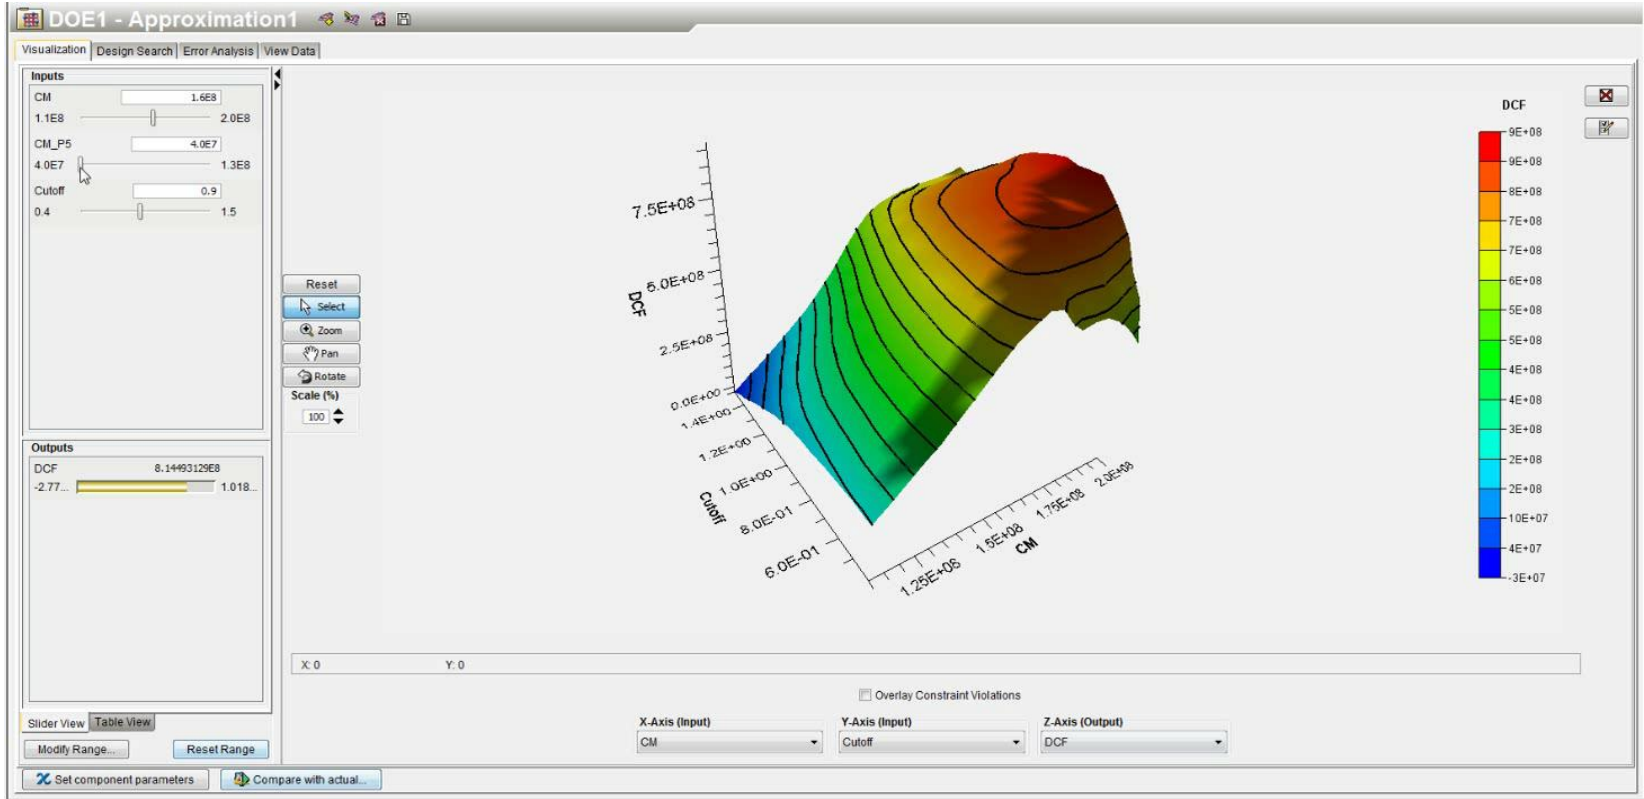 DOE1 - Approximation1
Visualization Design Search Error Analysis View Data
Inputs
CM 1.6E8
1.1E8 2.0E8
CM_P5 4.0E7
4.0E7 1.3E8
Cutoff 0.9
0.4 1.5
Outputs
DCF 8.14493129E8
-2.77... 1.018...
Slider View Table View
Modify Range... Reset Range
Set component parameters Compare with actual...
Reset
Select
Zoom
Pan
Rotate
Scale (%)
100
7.5E+08
5.0E+08
2.5E+08
0.0E+00
DCF
1.4E+00
1.2E+00
1.0E+00
8.0E-01
6.0E-01
Cutoff
1.25E+08
1.5E+08
1.75E+08
2.0E+08
CM
DCF
9E+08
9E+08
8E+08
7E+08
7E+08
6E+08
5E+08
5E+08
4E+08
4E+08
3E+08
2E+08
2E+08
10E+07
4E+07
-3E+07
X: 0 Y: 0
Overlay Constraint Violations
X-Axis (Input) Y-Axis (Input) Z-Axis (Output)
CM Cutoff DCF